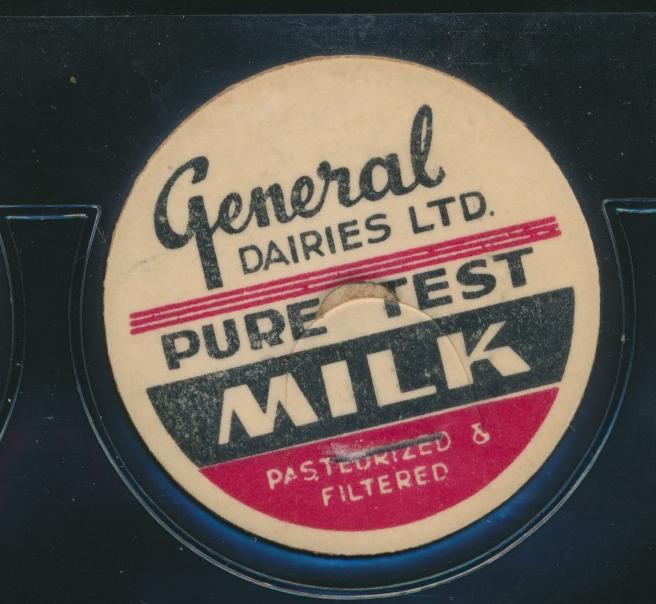 General
DAIRIES LTD.
PURE TEST
MILK
PASTEURIZED &
FILTERED